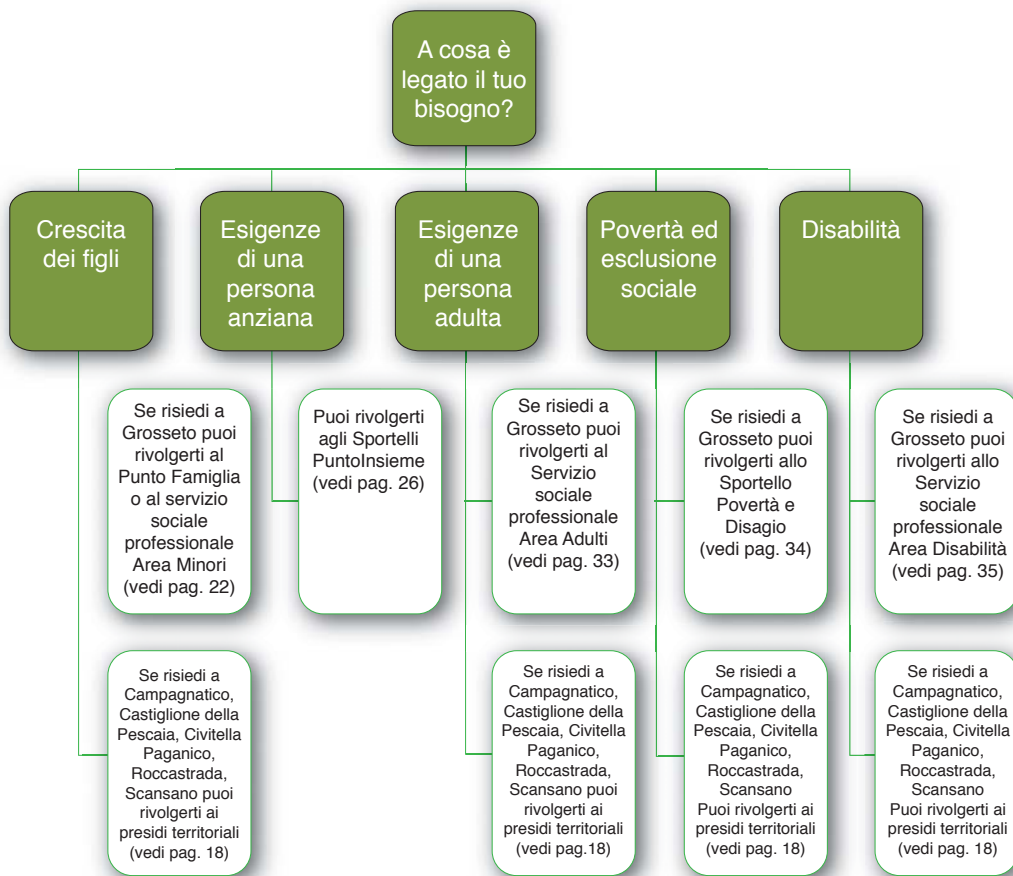 A cosa è
legato il tuo
bisogno?
Crescita
dei figli
Esigenze
di una
persona
anziana
Esigenze
di una
persona
adulta
Povertà ed
esclusione
sociale
Disabilità
Se risiedi a
Grosseto puoi
rivolgerti al
Punto Famiglia
o al servizio
sociale
professionale
Area Minori
(vedi pag. 22)
Puoi rivolgerti
agli Sportelli
PuntoInsieme
(vedi pag. 26)
Se risiedi a
Grosseto puoi
rivolgerti al
Servizio
sociale
professionale
Area Adulti
(vedi pag. 33)
Se risiedi a
Grosseto puoi
rivolgerti allo
Sportello
Povertà e
Disagio
(vedi pag. 34)
Se risiedi a
Grosseto puoi
rivolgerti allo
Servizio
sociale
professionale
Area Disabilità
(vedi pag. 35)
Se risiedi a
Campagnatico,
Castiglione della
Pescaia, Civitella
Paganico,
Roccastrada,
Scansano puoi
rivolgerti ai
presidi territoriali
(vedi pag. 18)
Se risiedi a
Campagnatico,
Castiglione della
Pescaia, Civitella
Paganico,
Roccastrada,
Scansano puoi
rivolgerti ai
presidi territoriali
(vedi pag.18)
Se risiedi a
Campagnatico,
Castiglione della
Pescaia, Civitella
Paganico,
Roccastrada,
Scansano
Puoi rivolgerti ai
presidi territoriali
(vedi pag. 18)
Se risiedi a
Campagnatico,
Castiglione della
Pescaia, Civitella
Paganico,
Roccastrada,
Scansano
Puoi rivolgerti ai
presidi territoriali
(vedi pag. 18)